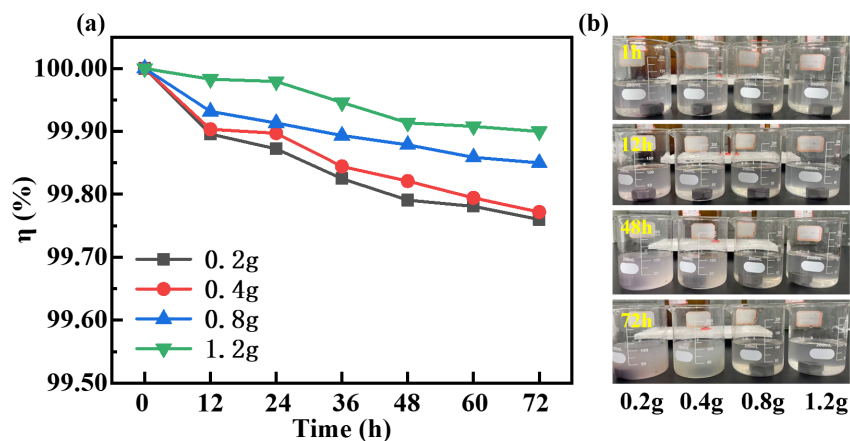 (a)
η (%)
100.00
99.90
99.80
99.70
99.60
99.50
0.2g
0.4g
0.8g
1.2g
0 12 24 36 48 60 72
Time (h)
(b)
1h
12h
48h
72h
0.2g 0.4g 0.8g 1.2g